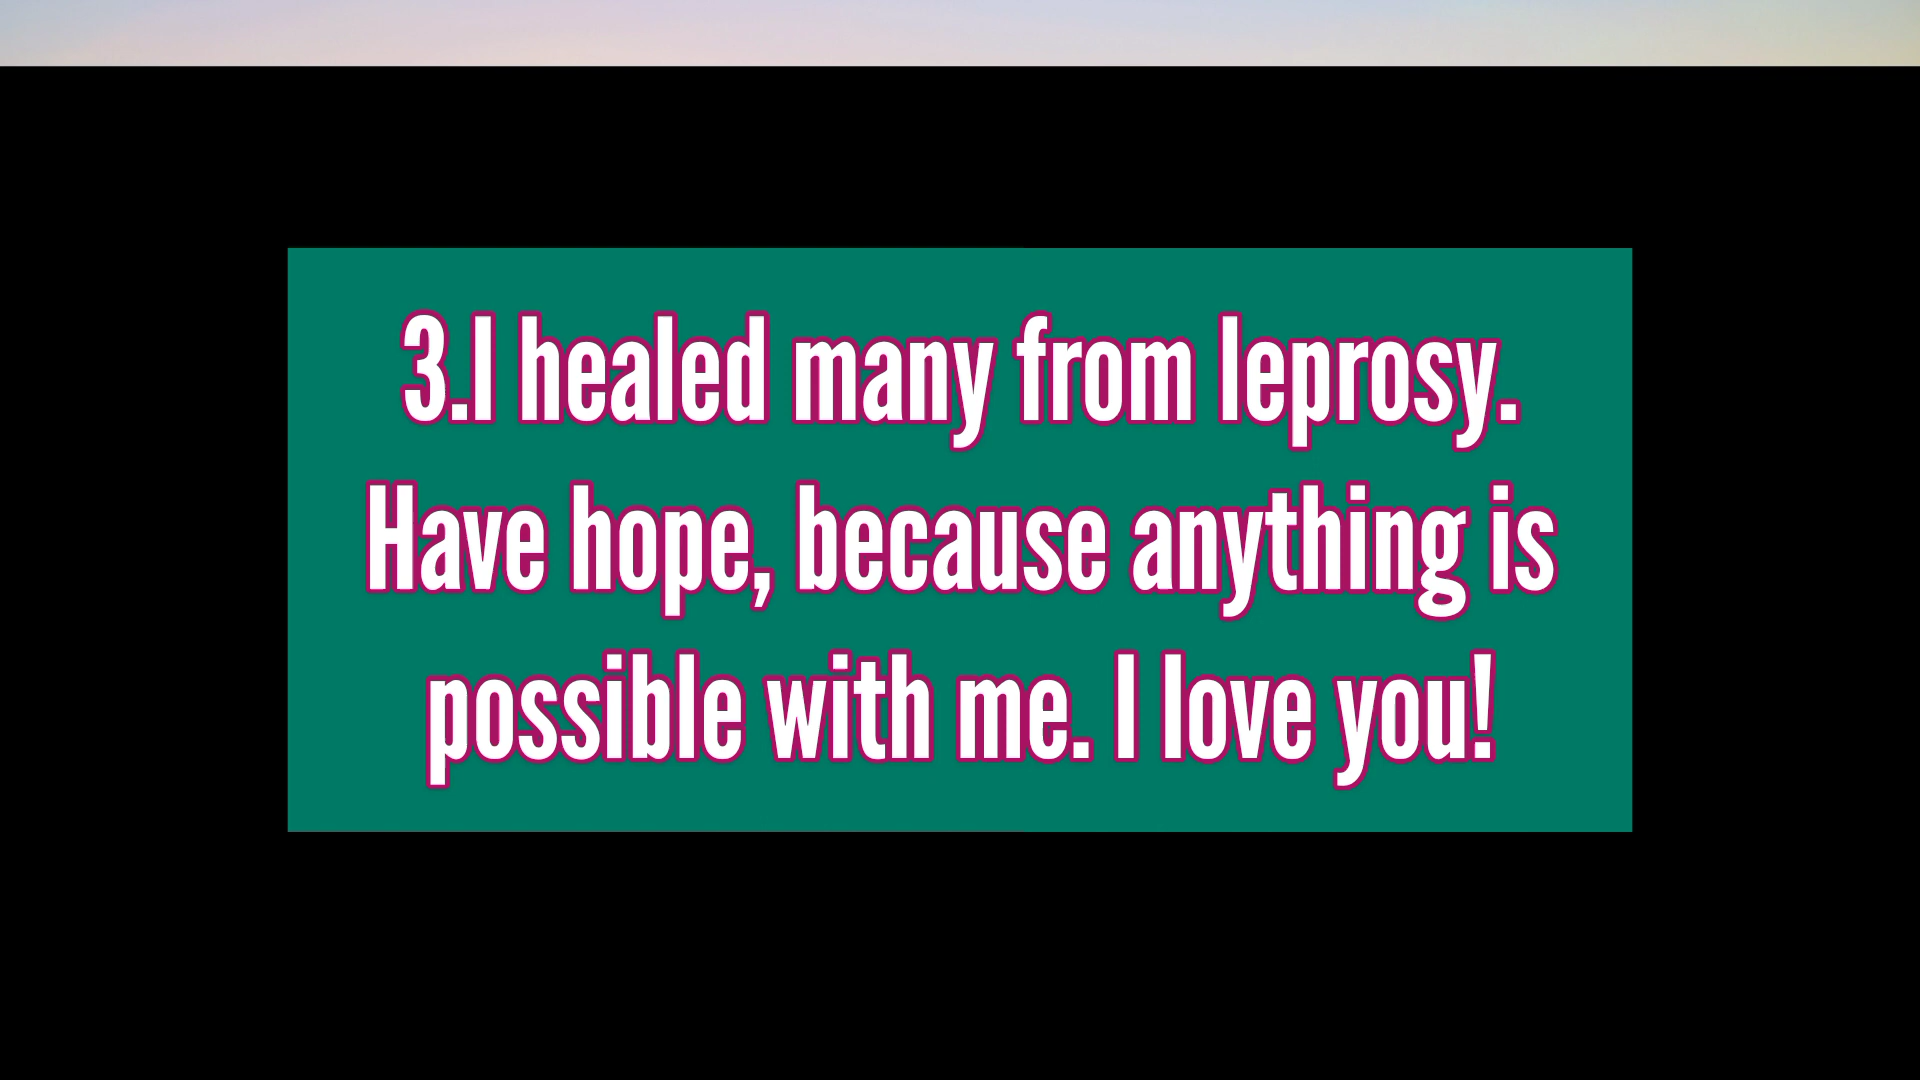 3.I healed many from leprosy.
Have hope, because anything is
possible with me. I love you!